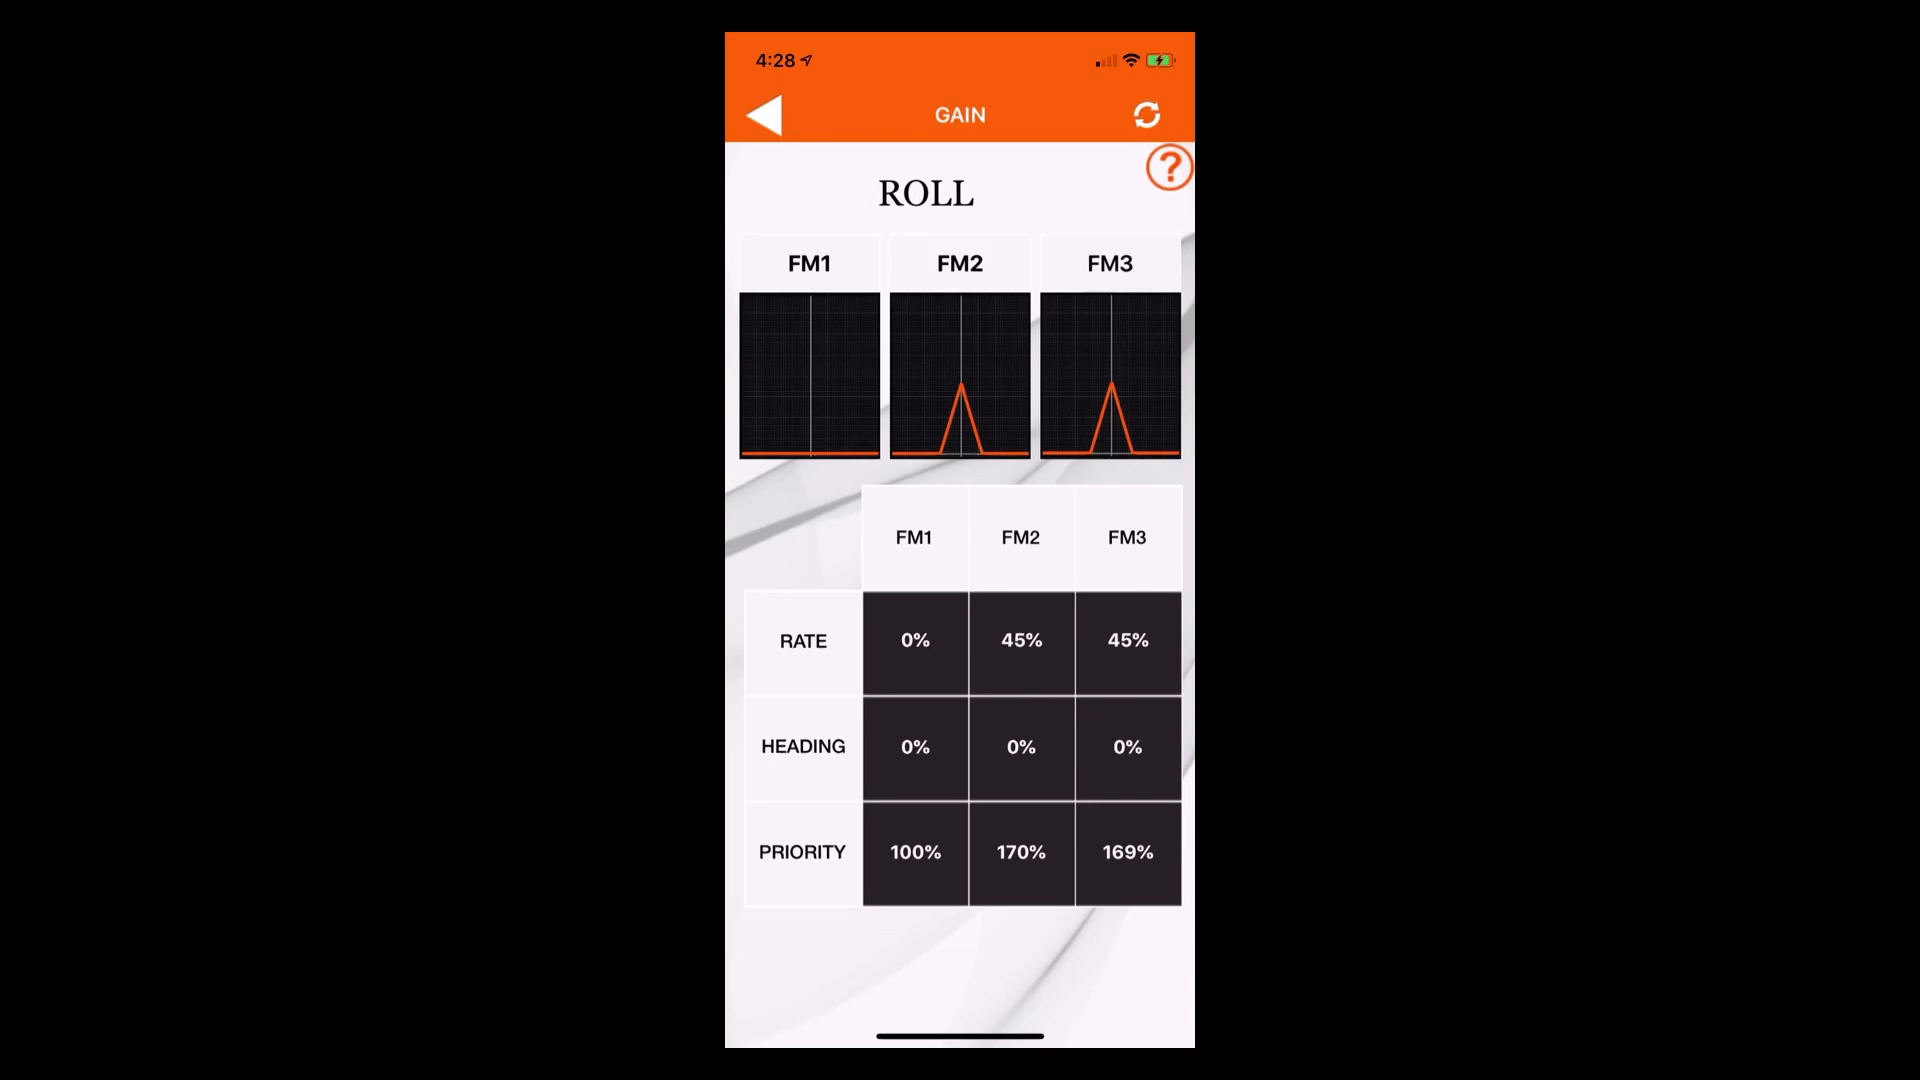 4:28
GAIN
?
ROLL
FM1 FM2 FM3
FM1 FM2 FM3
RATE 0% 45% 45%
HEADING 0% 0% 0%
PRIORITY 100% 170% 169%